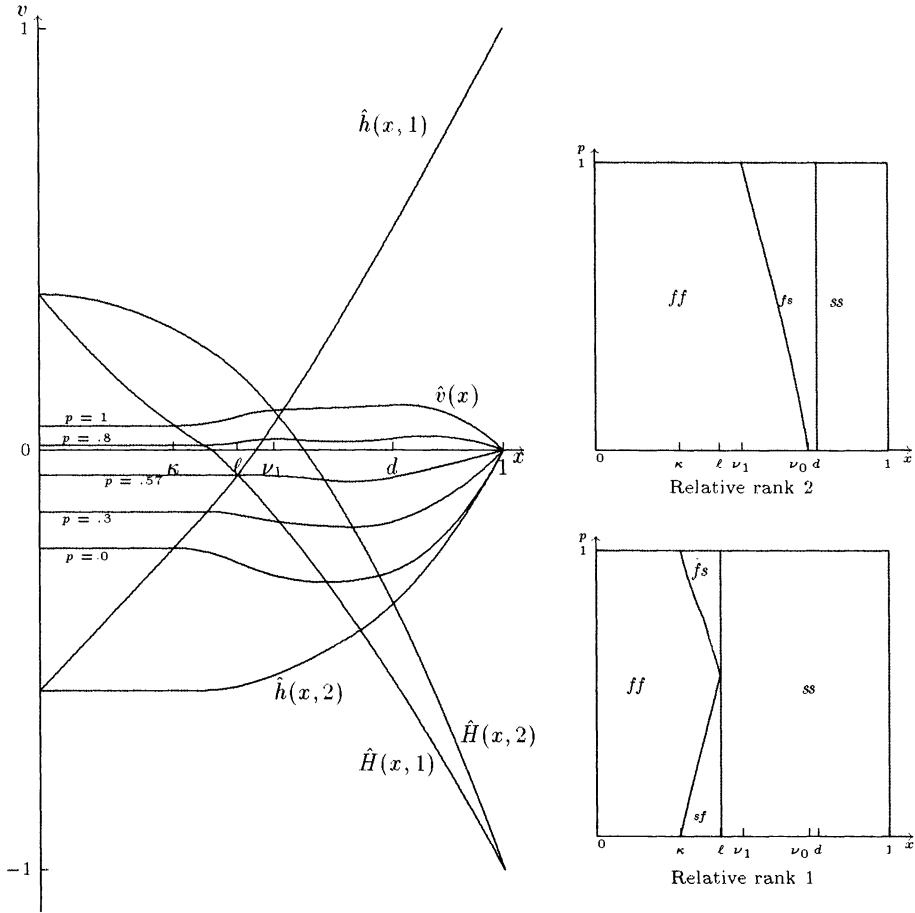 v
1
ĥ(x, 1)
v̂(x)
p = 1
p = .8
0
κ
ℓ
ν₁
d
1
x
p = .57
p = .3
p = .0
ĥ(x, 2)
Ĥ(x, 2)
Ĥ(x, 1)
−1
p
1
ff
fs
ss
0
κ
ℓ
ν₁
ν₀
d
1
x
Relative rank 2
p
1
fs
ff
ss
sf
0
κ
ℓ
ν₁
ν₀
d
1
x
Relative rank 1